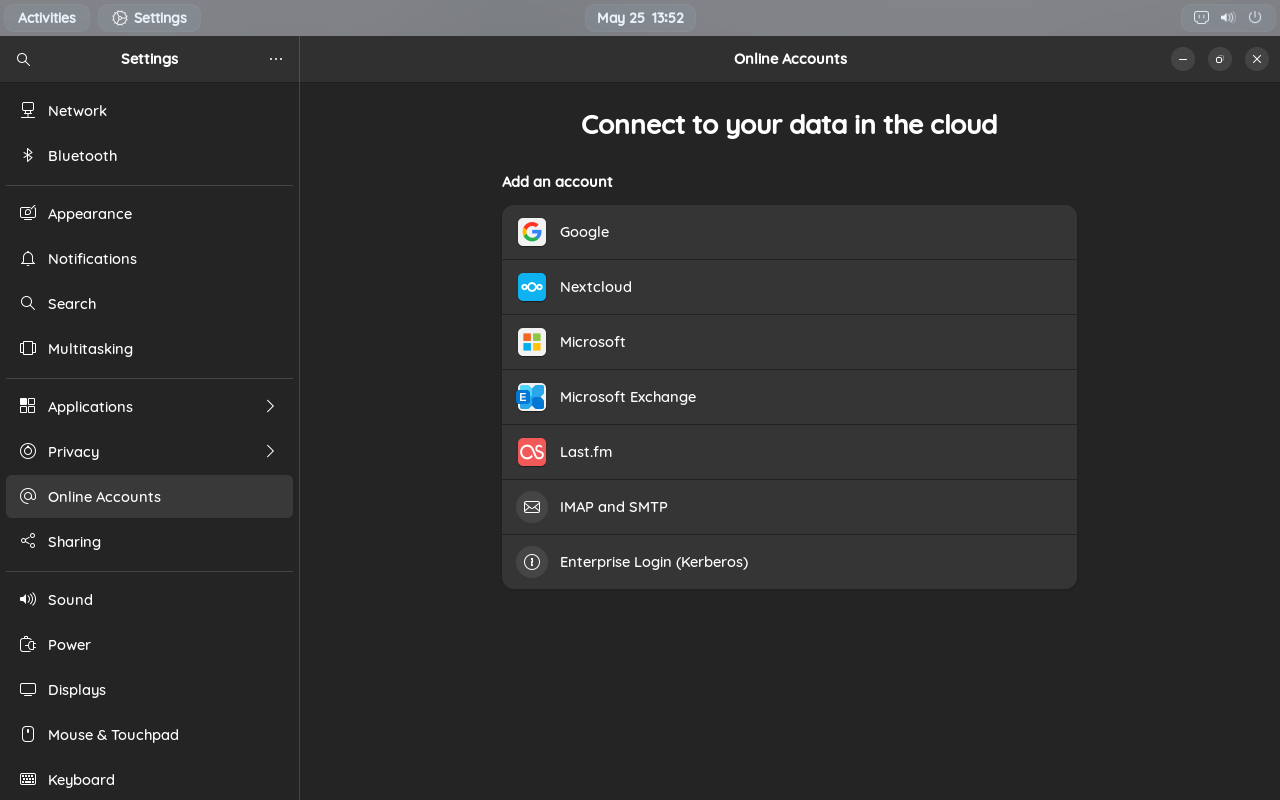 Activities
Settings
May 25 13:52
Settings
Online Accounts
Network
Bluetooth
Appearance
Notifications
Search
Multitasking
Applications
Privacy
Online Accounts
Sharing
Sound
Power
Displays
Mouse & Touchpad
Keyboard
Connect to your data in the cloud
Add an account
Google
Nextcloud
Microsoft
E
Microsoft Exchange
Last.fm
IMAP and SMTP
Enterprise Login (Kerberos)